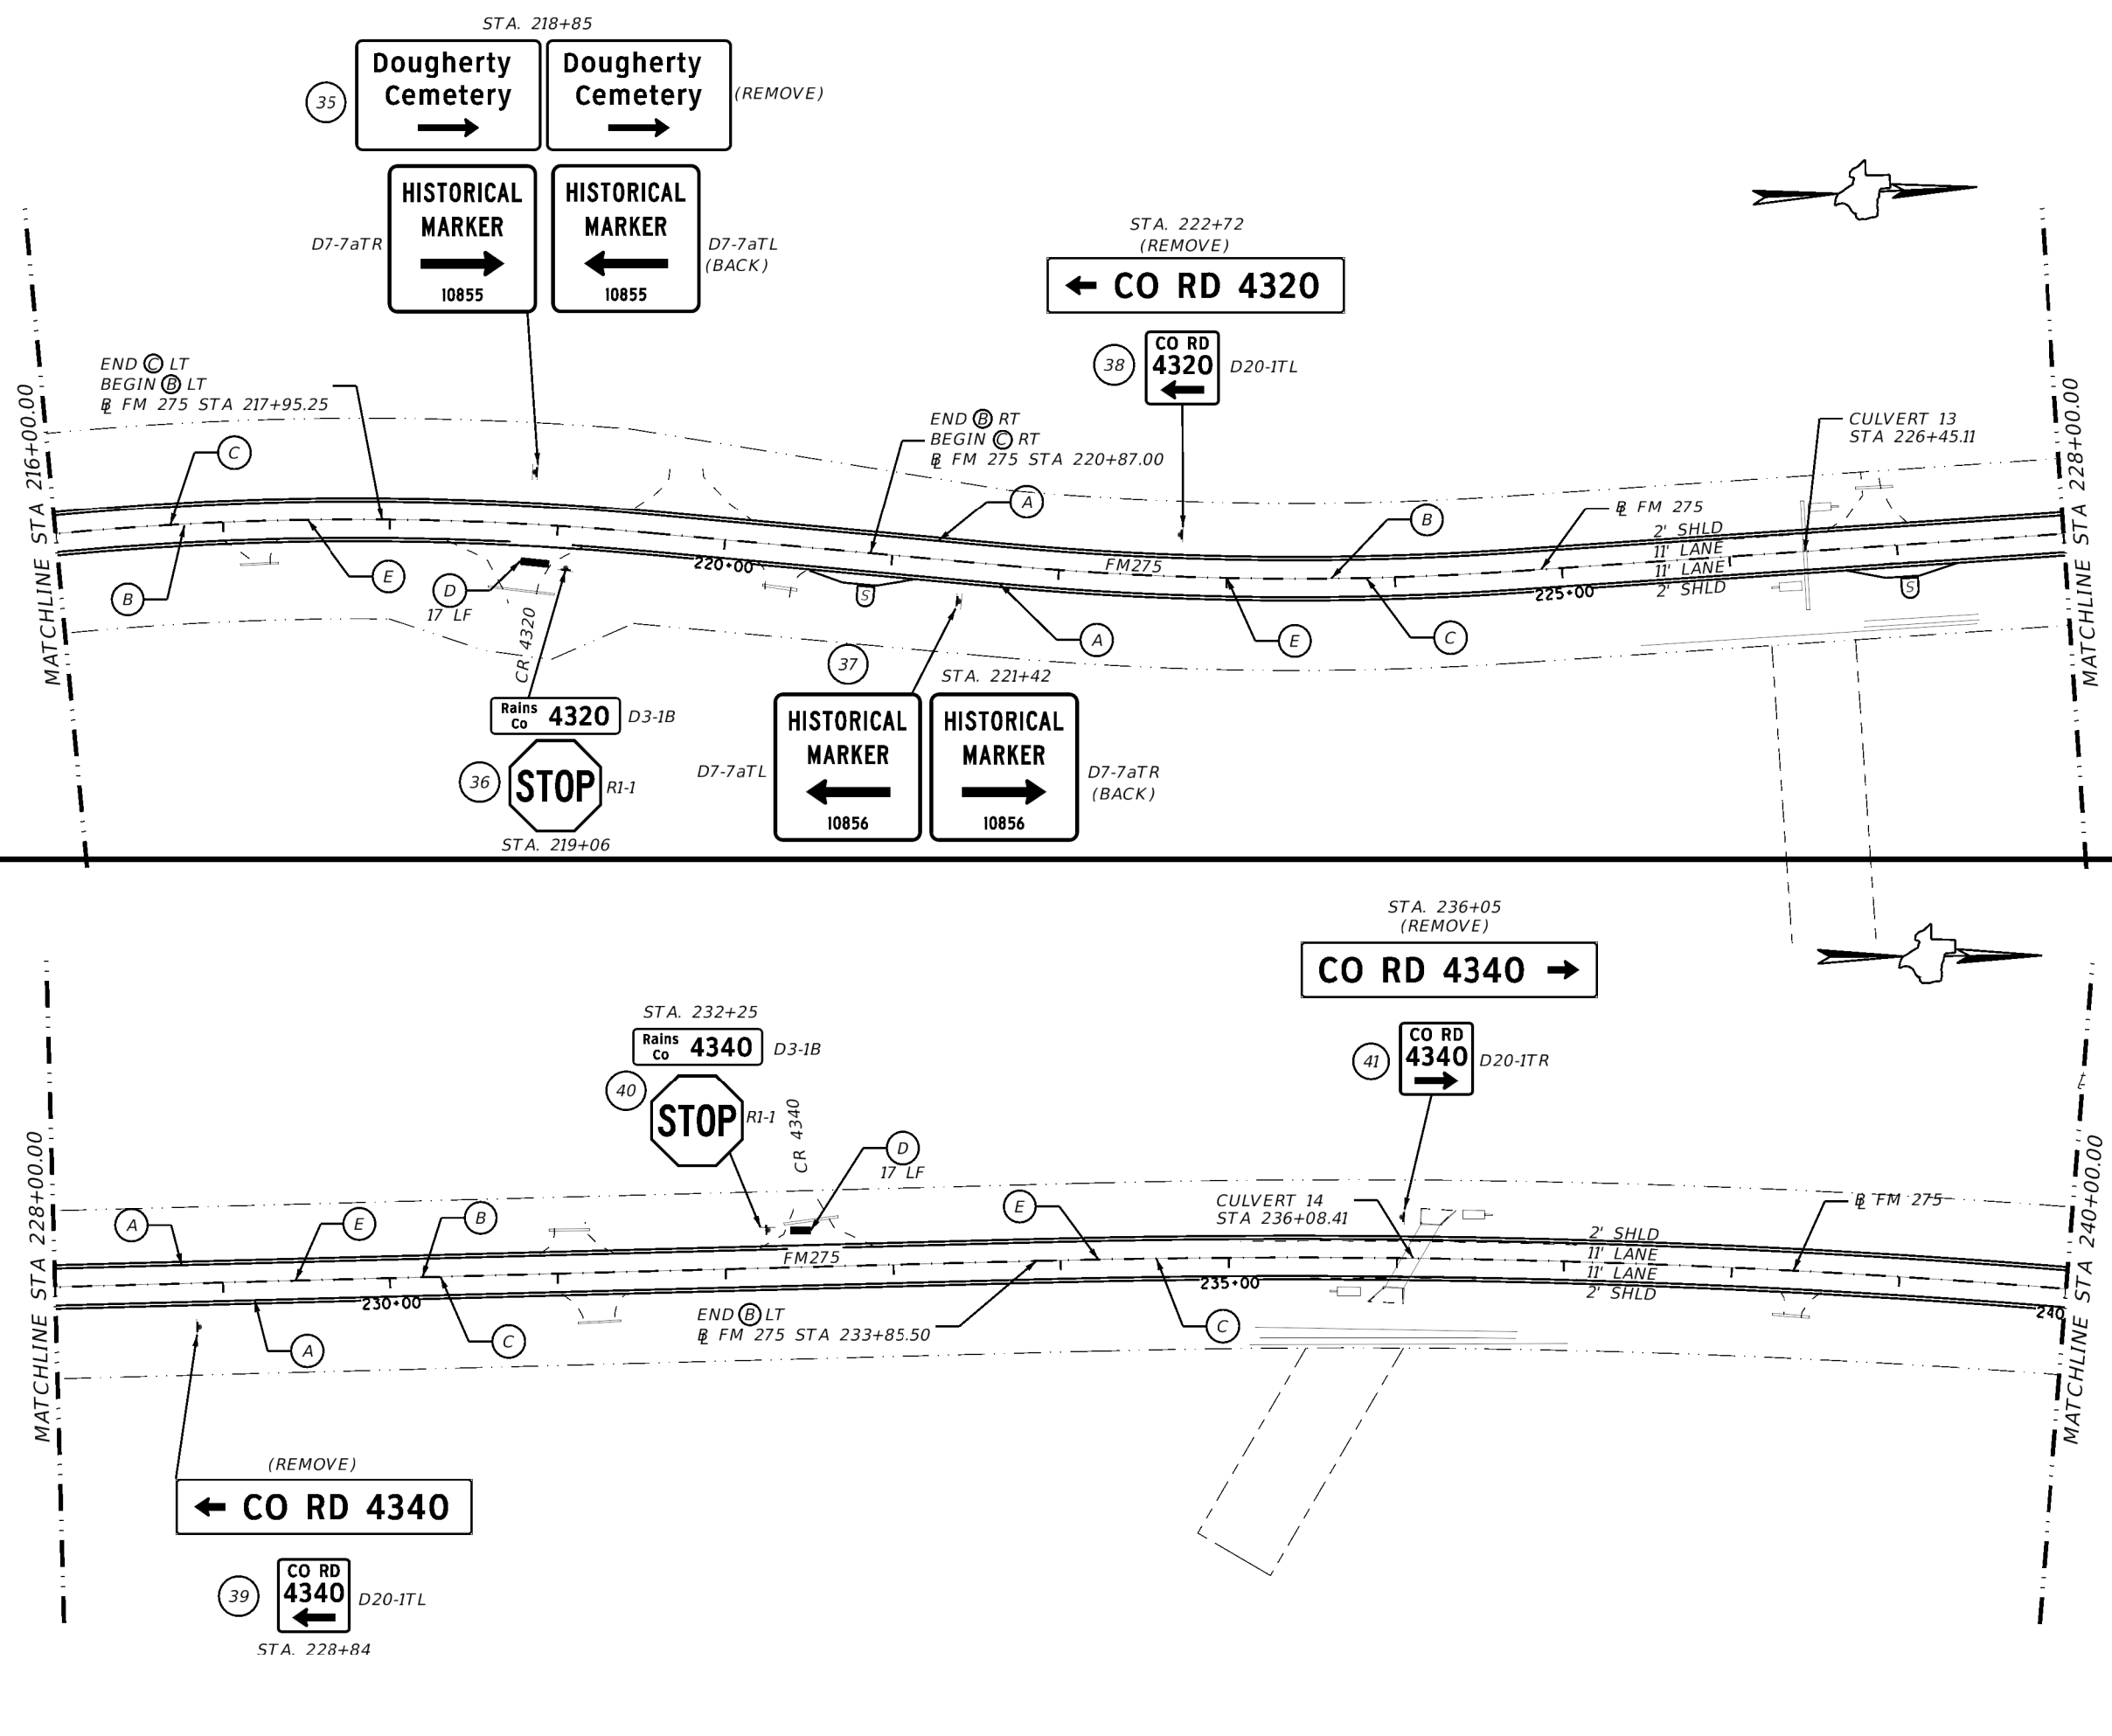 STA. 218+85
Dougherty
Cemetery
Dougherty
Cemetery
(REMOVE)
35
HISTORICAL
MARKER
10855
D7-7aTR
HISTORICAL
MARKER
10855
D7-7aTL
(BACK)
STA. 222+72
(REMOVE)
CO RD 4320
38
CO RD
4320
D20-1TL
END C LT
BEGIN B LT
BL FM 275 STA 217+95.25
END B RT
BEGIN C RT
BL FM 275 STA 220+87.00
CULVERT 13
STA 226+45.11
MATCHLINE STA 216+00.00
MATCHLINE STA 228+00.00
C
B
E
D
17 LF
CR 4320
220+00
S
A
A
FM275
B
E
C
BL FM 275
2' SHLD
11' LANE
11' LANE
2' SHLD
225+00
S
Rains
Co
4320
D3-1B
36
STOP
R1-1
STA. 219+06
37
STA. 221+42
HISTORICAL
MARKER
10856
D7-7aTL
HISTORICAL
MARKER
10856
D7-7aTR
(BACK)
STA. 236+05
(REMOVE)
CO RD 4340
41
CO RD
4340
D20-1TR
STA. 232+25
Rains
Co
4340
D3-1B
40
STOP
R1-1
CR 4340
D
17 LF
MATCHLINE STA 228+00.00
MATCHLINE STA 240+00.00
A
E
B
A
C
230+00
FM275
E
C
END B LT
BL FM 275 STA 233+85.50
CULVERT 14
STA 236+08.41
235+00
2' SHLD
11' LANE
11' LANE
2' SHLD
BL FM 275
240
(REMOVE)
CO RD 4340
39
CO RD
4340
D20-1TL
STA. 228+84